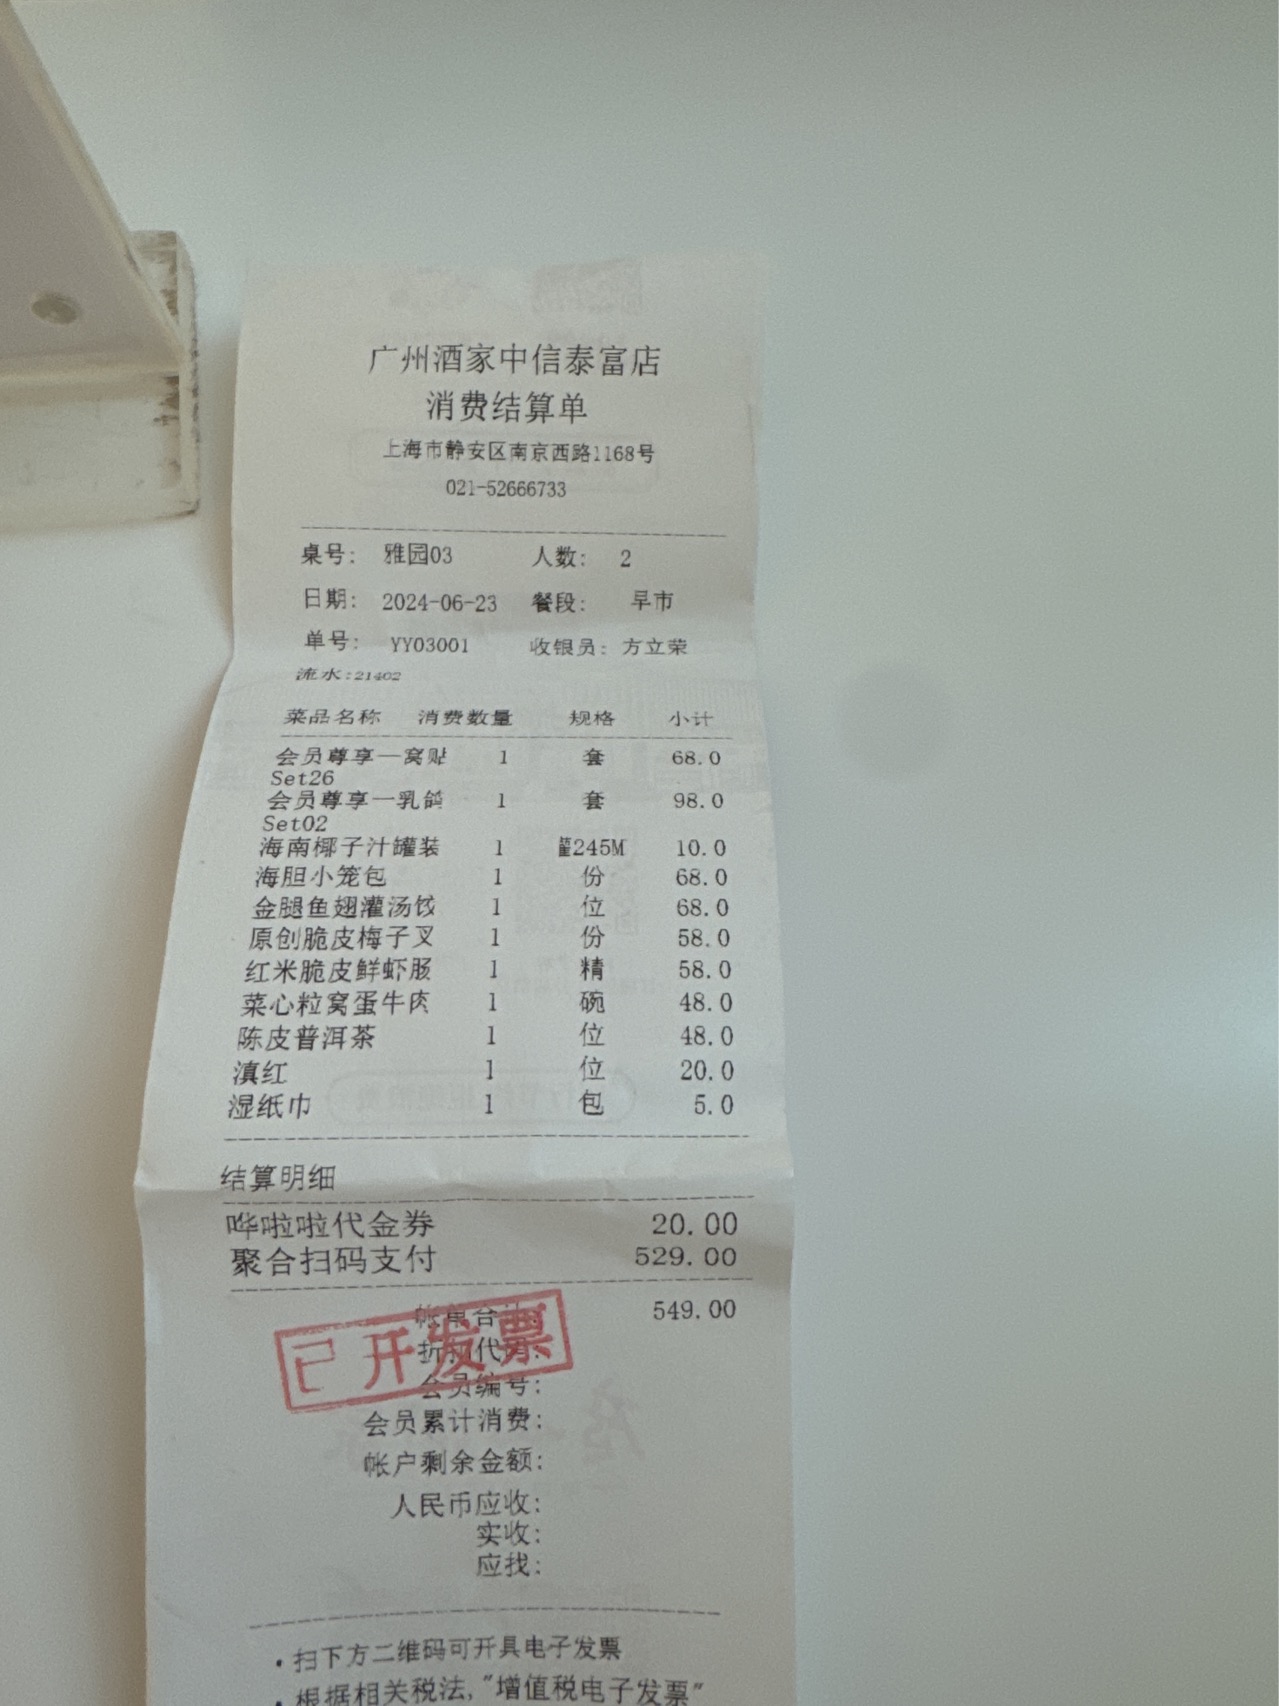 广州酒家中信泰富店
消费结算单
上海市静安区南京西路1168号
021-52666733
桌号: 雅园03 人数: 2
日期: 2024-06-23 餐段: 早市
单号: YY03001 收银员: 方立荣
流水:21402
菜品名称 消费数量 规格 小计
会员尊享一窝贴 1 套 68.0
Set26
会员尊享一乳鸽 1 套 98.0
Set02
海南椰子汁罐装 1 245M 10.0
海胆小笼包 1 份 68.0
金腿鱼翅灌汤饺 1 位 68.0
原创脆皮梅子叉 1 份 58.0
红米脆皮鲜虾肠 1 精 58.0
菜心粒窝蛋牛肉 1 碗 48.0
陈皮普洱茶 1 位 48.0
滇红 1 位 20.0
湿纸巾 1 包 5.0
结算明细
哗啦啦代金券 20.00
聚合扫码支付 529.00
帐单合计: 549.00
已开发票
会员编号:
会员累计消费:
帐户剩余金额:
人民币应收:
实收:
应找:
·扫下方二维码可开具电子发票
·根据相关税法,"增值税电子发票"